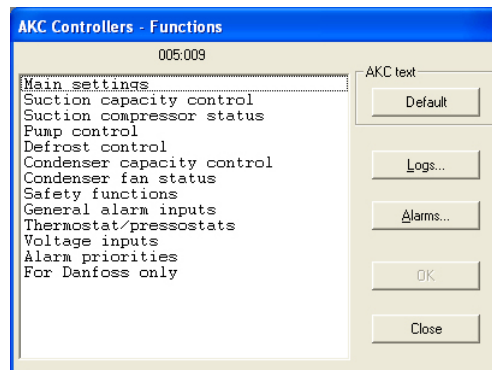 AKC Controllers - Functions
005:009
Main settings
Suction capacity control
Suction compressor status
Pump control
Defrost control
Condenser capacity control
Condenser fan status
Safety functions
General alarm inputs
Thermostat/pressostats
Voltage inputs
Alarm priorities
For Danfoss only
AKC text
Default
Logs...
Alarms...
OK
Close